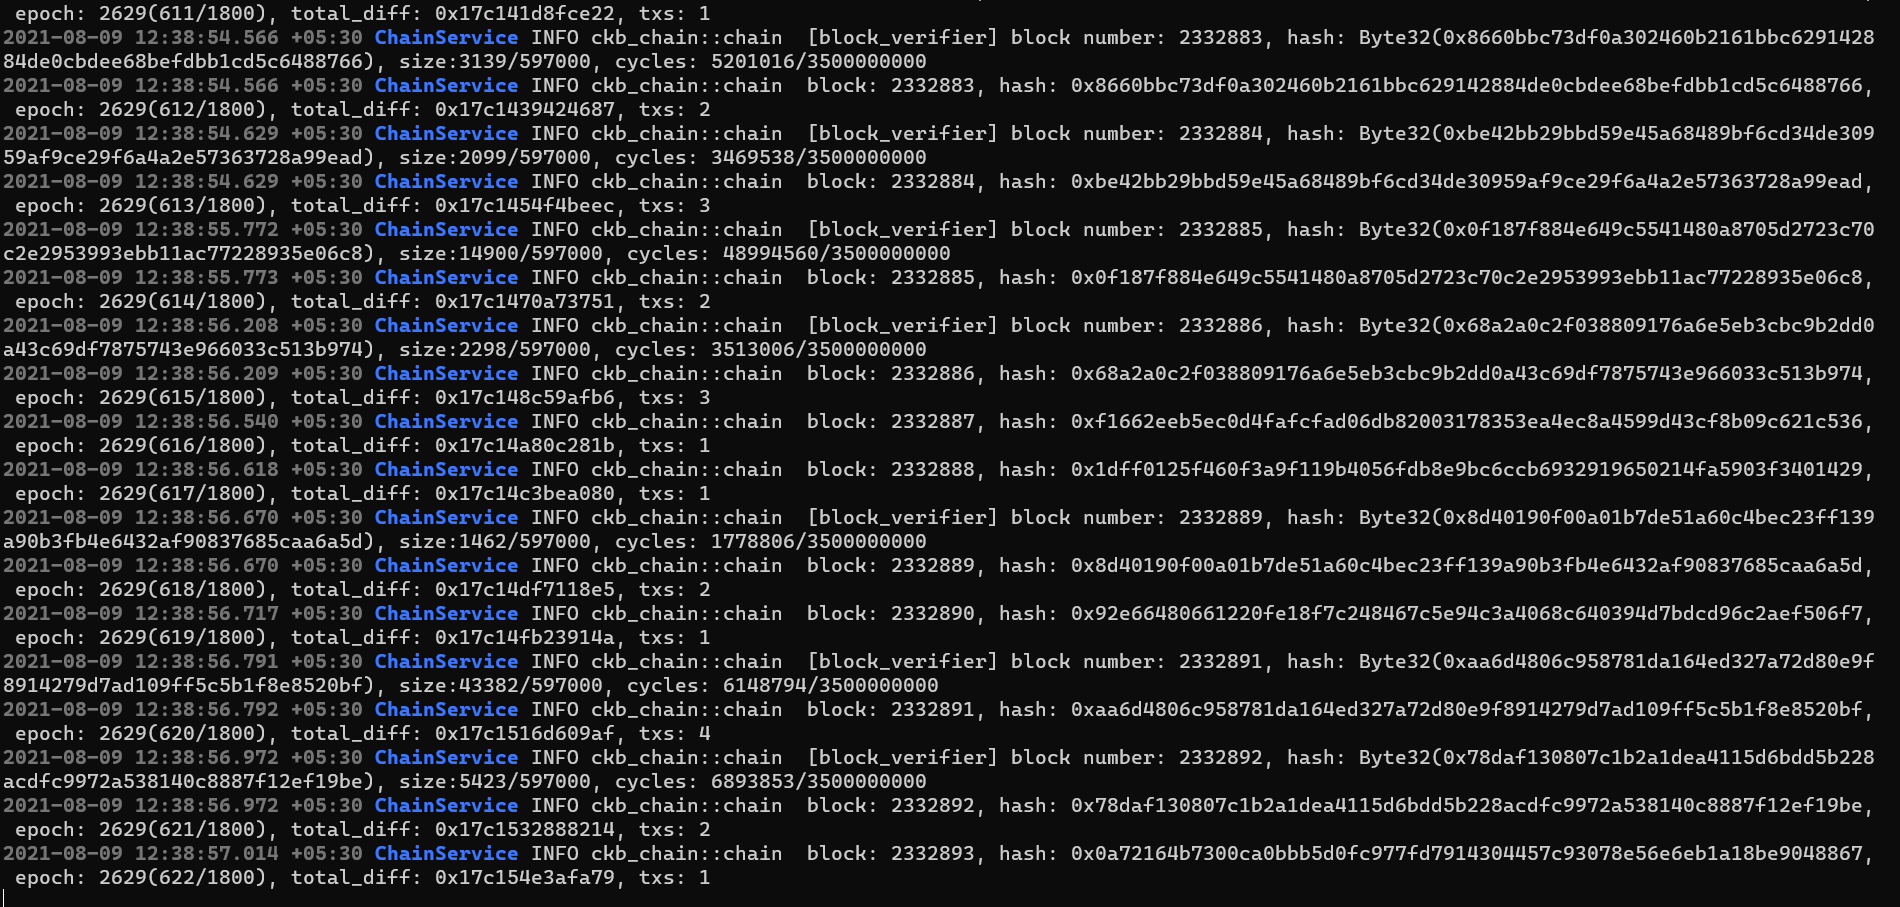 epoch: 2629(611/1800), total_diff: 0x17c141d8fce22, txs: 1
2021-08-09 12:38:54.566 +05:30 ChainService INFO ckb_chain::chain  [block_verifier] block number: 2332883, hash: Byte32(0x8660bbc73df0a302460b2161bbc6291428
84de0cbdee68befdbb1cd5c6488766), size:3139/597000, cycles: 5201016/3500000000
2021-08-09 12:38:54.566 +05:30 ChainService INFO ckb_chain::chain  block: 2332883, hash: 0x8660bbc73df0a302460b2161bbc629142884de0cbdee68befdbb1cd5c6488766,
 epoch: 2629(612/1800), total_diff: 0x17c1439424687, txs: 2
2021-08-09 12:38:54.629 +05:30 ChainService INFO ckb_chain::chain  [block_verifier] block number: 2332884, hash: Byte32(0xbe42bb29bbd59e45a68489bf6cd34de309
59af9ce29f6a4a2e57363728a99ead), size:2099/597000, cycles: 3469538/3500000000
2021-08-09 12:38:54.629 +05:30 ChainService INFO ckb_chain::chain  block: 2332884, hash: 0xbe42bb29bbd59e45a68489bf6cd34de30959af9ce29f6a4a2e57363728a99ead,
 epoch: 2629(613/1800), total_diff: 0x17c1454f4beec, txs: 3
2021-08-09 12:38:55.772 +05:30 ChainService INFO ckb_chain::chain  [block_verifier] block number: 2332885, hash: Byte32(0x0f187f884e649c5541480a8705d2723c70
c2e2953993ebb11ac77228935e06c8), size:14900/597000, cycles: 48994560/3500000000
2021-08-09 12:38:55.773 +05:30 ChainService INFO ckb_chain::chain  block: 2332885, hash: 0x0f187f884e649c5541480a8705d2723c70c2e2953993ebb11ac77228935e06c8,
 epoch: 2629(614/1800), total_diff: 0x17c1470a73751, txs: 2
2021-08-09 12:38:56.208 +05:30 ChainService INFO ckb_chain::chain  [block_verifier] block number: 2332886, hash: Byte32(0x68a2a0c2f038809176a6e5eb3cbc9b2dd0
a43c69df7875743e966033c513b974), size:2298/597000, cycles: 3513006/3500000000
2021-08-09 12:38:56.209 +05:30 ChainService INFO ckb_chain::chain  block: 2332886, hash: 0x68a2a0c2f038809176a6e5eb3cbc9b2dd0a43c69df7875743e966033c513b974,
 epoch: 2629(615/1800), total_diff: 0x17c148c59afb6, txs: 3
2021-08-09 12:38:56.540 +05:30 ChainService INFO ckb_chain::chain  block: 2332887, hash: 0xf1662eeb5ec0d4fafcfad06db82003178353ea4ec8a4599d43cf8b09c621c536,
 epoch: 2629(616/1800), total_diff: 0x17c14a80c281b, txs: 1
2021-08-09 12:38:56.618 +05:30 ChainService INFO ckb_chain::chain  block: 2332888, hash: 0x1dff0125f460f3a9f119b4056fdb8e9bc6ccb6932919650214fa5903f3401429,
 epoch: 2629(617/1800), total_diff: 0x17c14c3bea080, txs: 1
2021-08-09 12:38:56.670 +05:30 ChainService INFO ckb_chain::chain  [block_verifier] block number: 2332889, hash: Byte32(0x8d40190f00a01b7de51a60c4bec23ff139
a90b3fb4e6432af90837685caa6a5d), size:1462/597000, cycles: 1778806/3500000000
2021-08-09 12:38:56.670 +05:30 ChainService INFO ckb_chain::chain  block: 2332889, hash: 0x8d40190f00a01b7de51a60c4bec23ff139a90b3fb4e6432af90837685caa6a5d,
 epoch: 2629(618/1800), total_diff: 0x17c14df7118e5, txs: 2
2021-08-09 12:38:56.717 +05:30 ChainService INFO ckb_chain::chain  block: 2332890, hash: 0x92e66480661220fe18f7c248467c5e94c3a4068c640394d7bdcd96c2aef506f7,
 epoch: 2629(619/1800), total_diff: 0x17c14fb23914a, txs: 1
2021-08-09 12:38:56.791 +05:30 ChainService INFO ckb_chain::chain  [block_verifier] block number: 2332891, hash: Byte32(0xaa6d4806c958781da164ed327a72d80e9f
8914279d7ad109ff5c5b1f8e8520bf), size:43382/597000, cycles: 6148794/3500000000
2021-08-09 12:38:56.792 +05:30 ChainService INFO ckb_chain::chain  block: 2332891, hash: 0xaa6d4806c958781da164ed327a72d80e9f8914279d7ad109ff5c5b1f8e8520bf,
 epoch: 2629(620/1800), total_diff: 0x17c1516d609af, txs: 4
2021-08-09 12:38:56.972 +05:30 ChainService INFO ckb_chain::chain  [block_verifier] block number: 2332892, hash: Byte32(0x78daf130807c1b2a1dea4115d6bdd5b228
acdfc9972a538140c8887f12ef19be), size:5423/597000, cycles: 6893853/3500000000
2021-08-09 12:38:56.972 +05:30 ChainService INFO ckb_chain::chain  block: 2332892, hash: 0x78daf130807c1b2a1dea4115d6bdd5b228acdfc9972a538140c8887f12ef19be,
 epoch: 2629(621/1800), total_diff: 0x17c1532888214, txs: 2
2021-08-09 12:38:57.014 +05:30 ChainService INFO ckb_chain::chain  block: 2332893, hash: 0x0a72164b7300ca0bbb5d0fc977fd7914304457c93078e56e6eb1a18be9048867,
 epoch: 2629(622/1800), total_diff: 0x17c154e3afa79, txs: 1